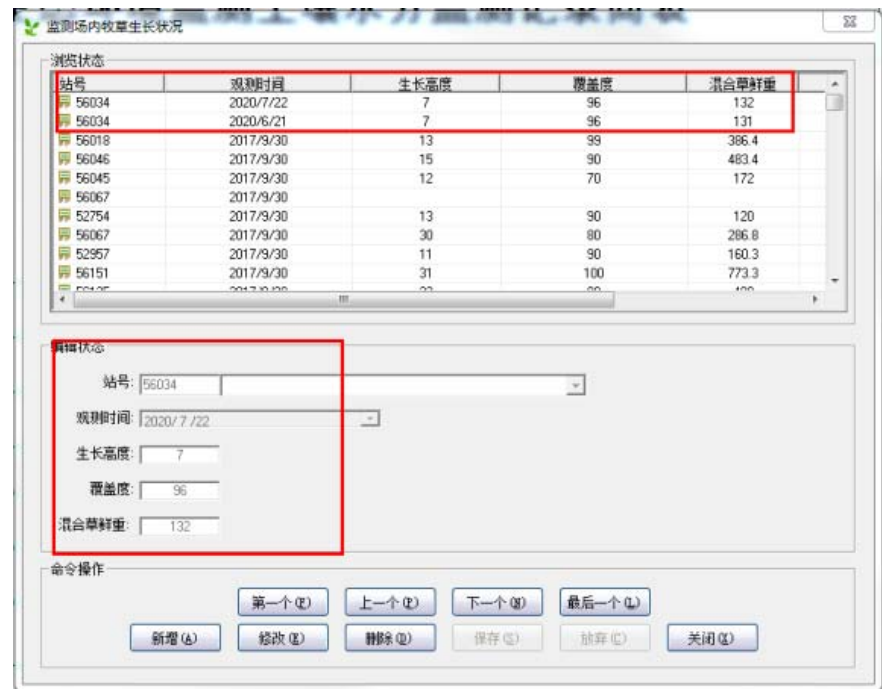 监测场内牧草生长状况
浏览状态
站号 观测时间 生长高度 覆盖度 混合草鲜重
56034 2020/7/22 7 96 132
56034 2020/6/21 7 96 131
56018 2017/9/30 13 99 386.4
56046 2017/9/30 15 90 483.4
56045 2017/9/30 12 70 172
56067 2017/9/30
52754 2017/9/30 13 90 120
56067 2017/9/30 30 80 286.8
52957 2017/9/30 11 90 160.3
56151 2017/9/30 31 100 773.3
编辑状态
站号: 56034
观测时间: 2020/ 7 /22
生长高度: 7
覆盖度: 96
混合草鲜重: 132
命令操作
第一个(F) 上一个(P) 下一个(N) 最后一个(L)
新增(A) 修改(E) 删除(D) 保存(S) 放弃(C) 关闭(X)